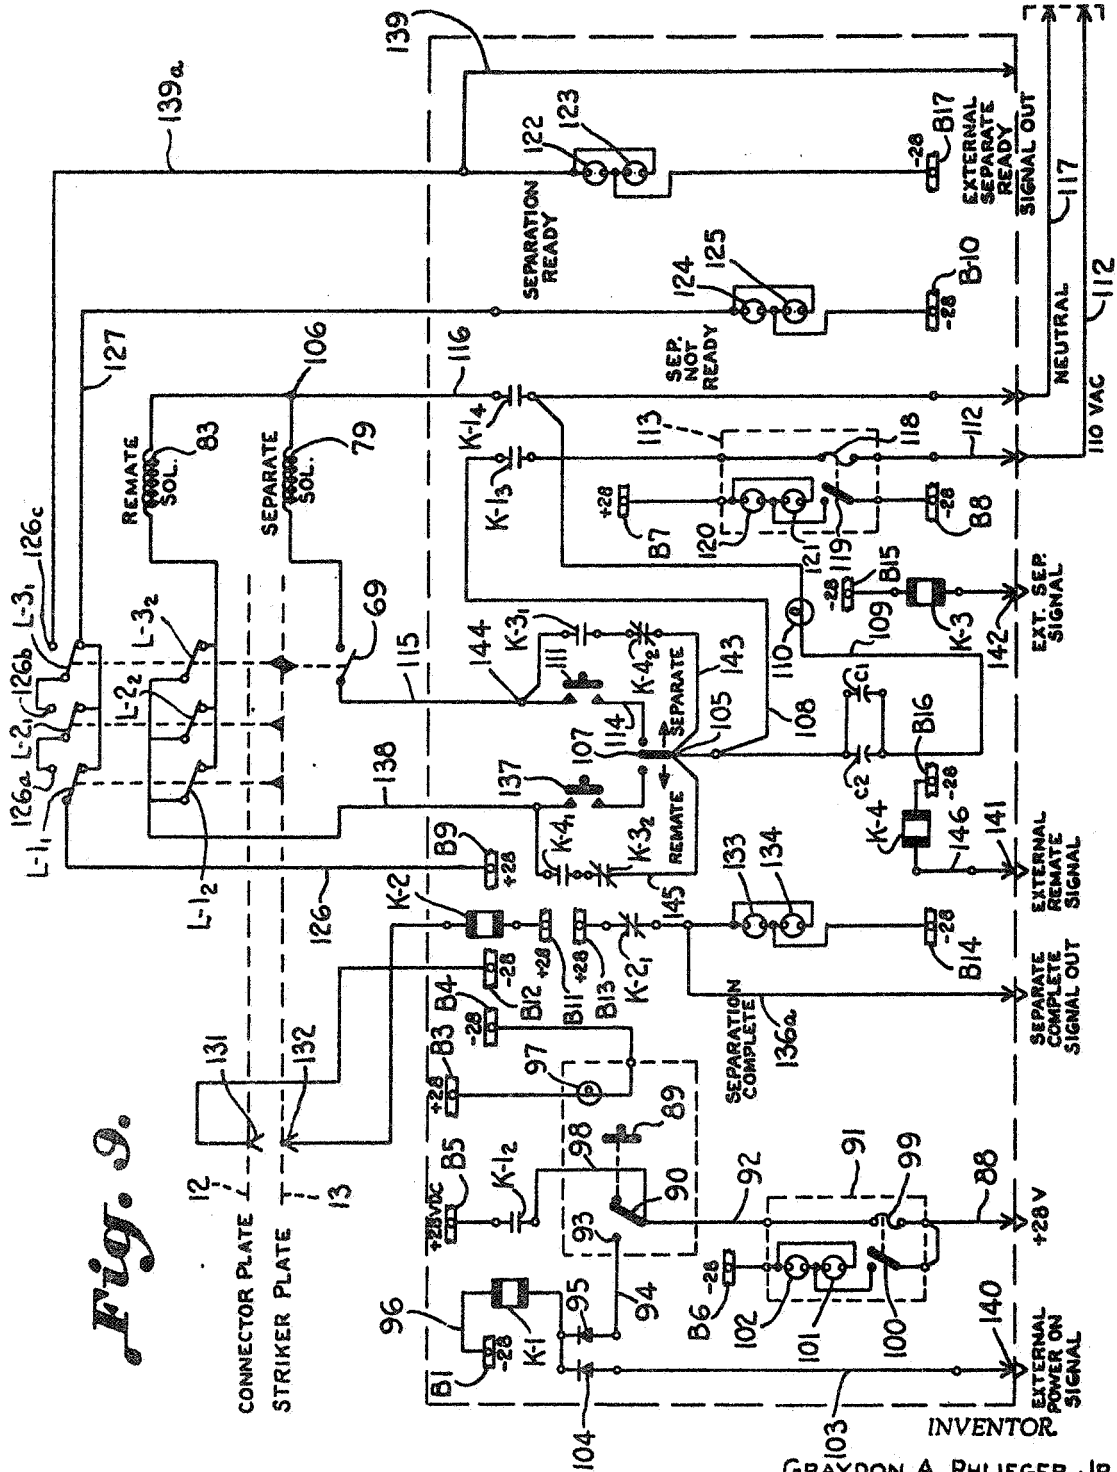 Fig. 9.
CONNECTOR PLATE
12
STRIKER PLATE
13
131
132
L-1₁
126a
L-2₁
126b
L-3₁
126c
L-1₂
L-2₂
L-3₂
126
127
139a
139
REMATE
SOL.
83
SEPARATE
SOL.
79
106
69
115
138
116
B1
-28
96
K-1
95
104
94
93
+28VDC
B5
K-1₂
98
90
89
97
+28
B3
-28
B4
-28
B12
K-2
+28
B11
+28
B13
K-2₁
+28
B9
K-4₁
K-3₂
145
137
107
REMATE
SEPARATE
105
114
111
144
K-3₁
K-4₂
143
108
110
109
K-1₃
K-1₄
C2
C1
SEPARATION
COMPLETE
133
134
-28
B14
136a
K-4
-28
B16
146
141
-28
B15
K-3
142
+28
B7
120
121
119
118
113
112
-28
B8
SEP.
NOT
READY
124
125
-28
B-10
SEPARATION
READY
122
123
-28
B17
B6
-28
102
101
100
99
91
92
88
103
140
EXTERNAL
POWER ON
SIGNAL
+28V
SEPARATE
COMPLETE
SIGNAL OUT
EXTERNAL
REMATE
SIGNAL
EXT. SEP.
SIGNAL
110 VAC
NEUTRAL
EXTERNAL
SEPARATE
READY
SIGNAL OUT
117
112
INVENTOR.
GRAYDON A. PHLIEGER, JR.